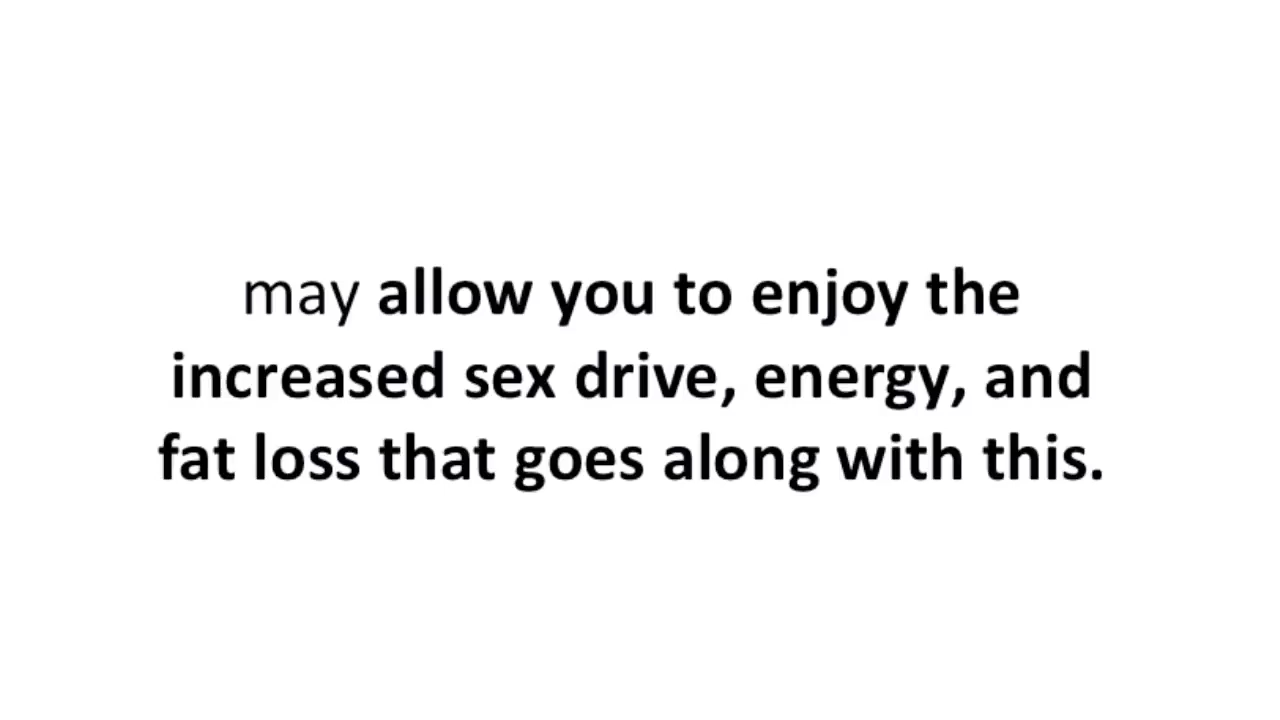 may allow you to enjoy the
increased sex drive, energy, and
fat loss that goes along with this.